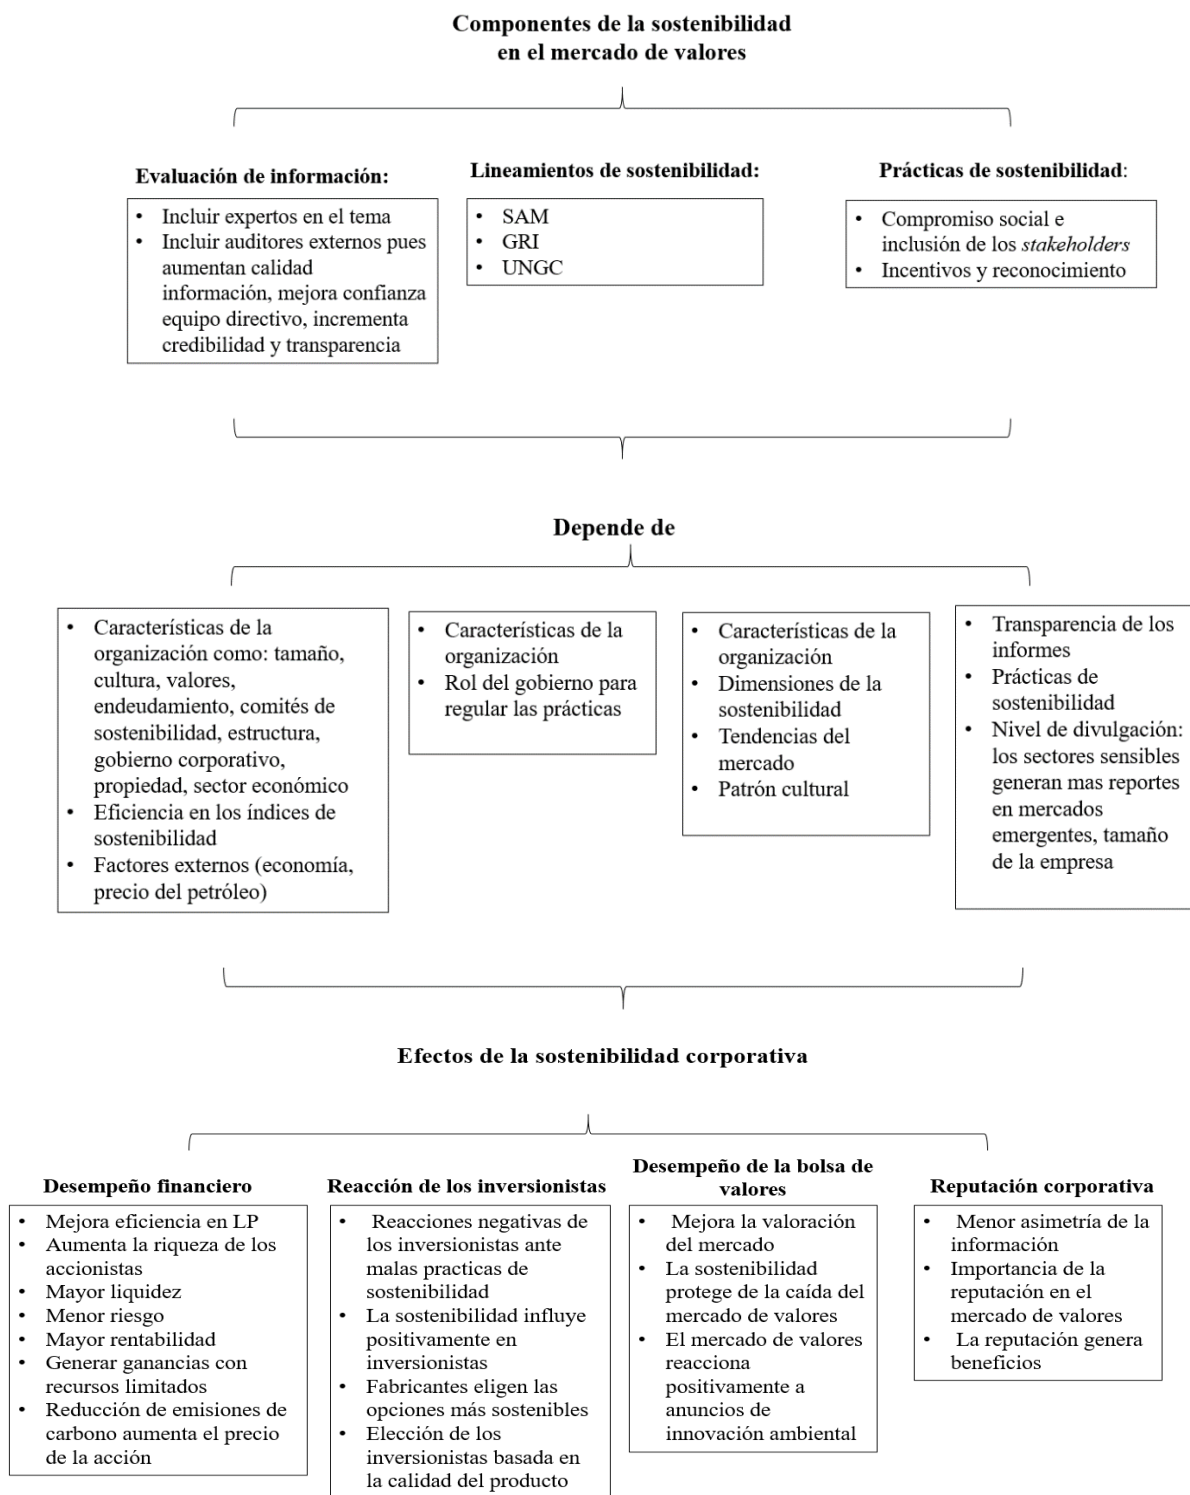 Componentes de la sostenibilidad
en el mercado de valores
Evaluación de información:
• Incluir expertos en el tema
• Incluir auditores externos pues
aumentan calidad
información, mejora confianza
equipo directivo, incrementa
credibilidad y transparencia
Lineamientos de sostenibilidad:
• SAM
• GRI
• UNGC
Prácticas de sostenibilidad:
• Compromiso social e
inclusión de los stakeholders
• Incentivos y reconocimiento
Depende de
• Características de la
organización como: tamaño,
cultura, valores,
endeudamiento, comités de
sostenibilidad, estructura,
gobierno corporativo,
propiedad, sector económico
• Eficiencia en los índices de
sostenibilidad
• Factores externos (economía,
precio del petróleo)
• Características de la
organización
• Rol del gobierno para
regular las prácticas
• Características de la
organización
• Dimensiones de la
sostenibilidad
• Tendencias del
mercado
• Patrón cultural
• Transparencia de los
informes
• Prácticas de
sostenibilidad
• Nivel de divulgación:
los sectores sensibles
generan mas reportes
en mercados
emergentes, tamaño
de la empresa
Efectos de la sostenibilidad corporativa
Desempeño financiero
• Mejora eficiencia en LP
• Aumenta la riqueza de los
accionistas
• Mayor liquidez
• Menor riesgo
• Mayor rentabilidad
• Generar ganancias con
recursos limitados
• Reducción de emisiones de
carbono aumenta el precio
de la acción
Reacción de los inversionistas
• Reacciones negativas de
los inversionistas ante
malas practicas de
sostenibilidad
• La sostenibilidad influye
positivamente en
inversionistas
• Fabricantes eligen las
opciones más sostenibles
• Elección de los
inversionistas basada en
la calidad del producto
Desempeño de la bolsa de
valores
• Mejora la valoración
del mercado
• La sostenibilidad
protege de la caída del
mercado de valores
• El mercado de valores
reacciona
positivamente a
anuncios de
innovación ambiental
Reputación corporativa
• Menor asimetría de la
información
• Importancia de la
reputación en el
mercado de valores
• La reputación genera
beneficios